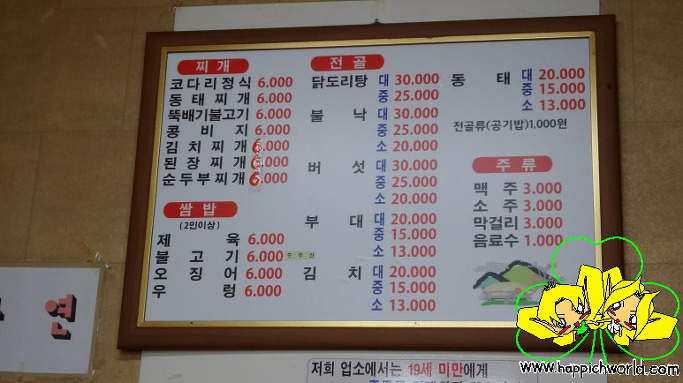 찌개
코다리정식 6.000
동태찌개 6.000
뚝배기불고기 6.000
콩비지 6.000
김치찌개 6.000
된장찌개 6.000
순두부찌개 6.000
쌈밥
(2인이상)
제육 6.000
불고기 6.000
오징어 6.000
우렁 6.000
전골
닭도리탕 대 30.000
중 25.000
불낙 대 30.000
중 25.000
소 20.000
버섯 대 30.000
중 25.000
소 20.000
부대 대 20.000
중 15.000
소 13.000
김치 대 20.000
중 15.000
소 13.000
동태 대 20.000
중 15.000
소 13.000
전골류(공기밥)1,000원
주류
맥주 3.000
소주 3.000
막걸리 3.000
음료수 1.000
연
저희 업소에서는 19세 미만에게
www.happichworld.com